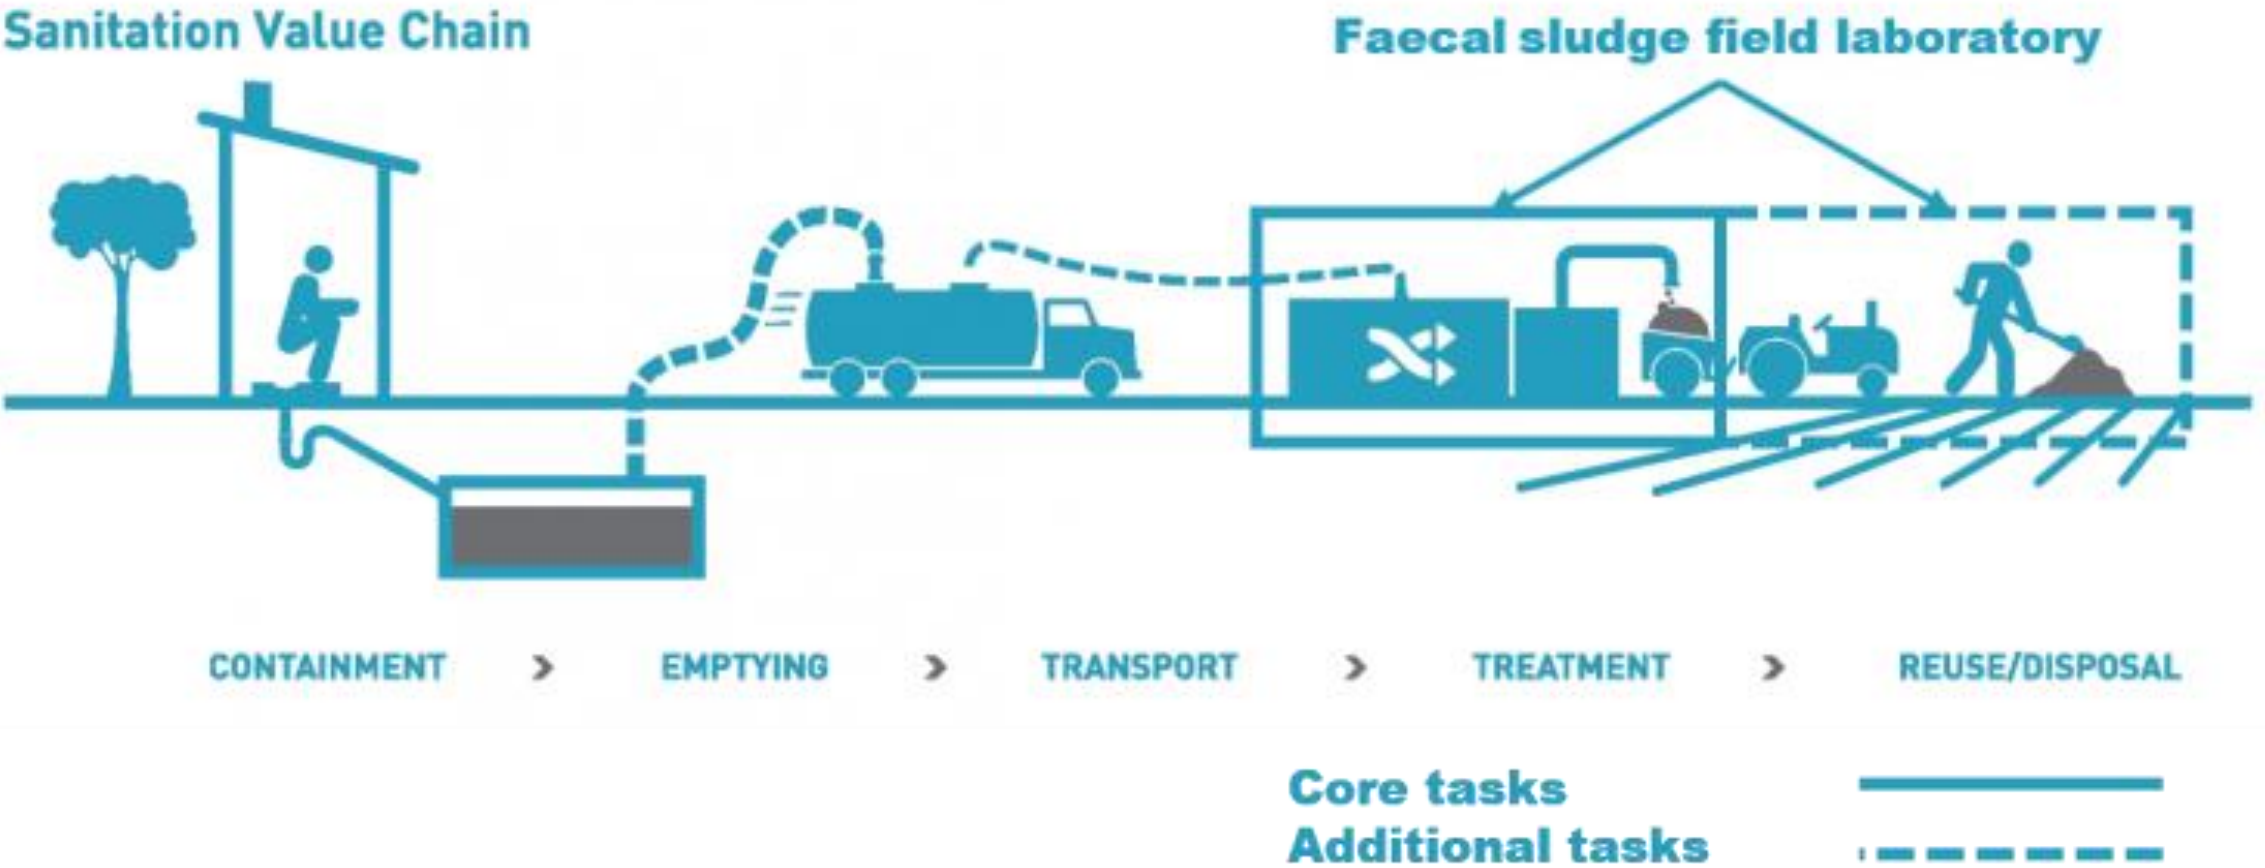 Sanitation Value Chain
Faecal sludge field laboratory
CONTAINMENT > EMPTYING > TRANSPORT > TREATMENT > REUSE/DISPOSAL
Core tasks
Additional tasks